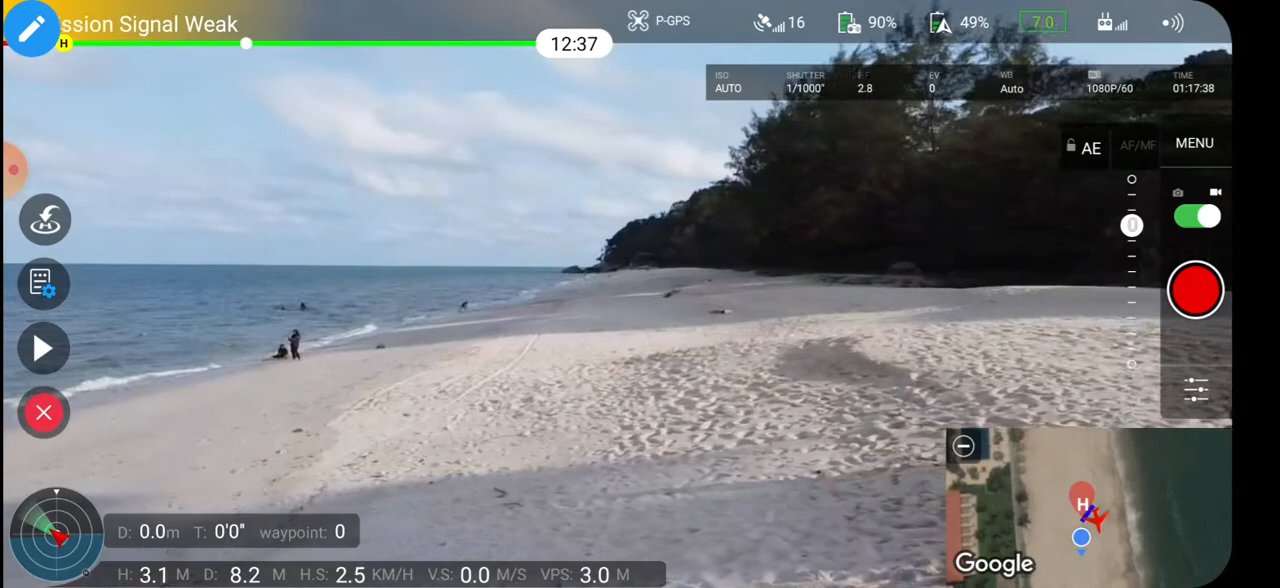 ssion Signal Weak
P-GPS
16
90%
49%
7.0
H
12:37
ISO
AUTO
SHUTTER
1/1000"
2.8
EV
0
WB
Auto
1080P/60
TIME
01:17:38
AE
AF/MF
MENU
0
D: 0.0m T: 0'0" waypoint: 0
H: 3.1 M D: 8.2 M H.S: 2.5 KM/H V.S: 0.0 M/S VPS: 3.0 M
H
Google